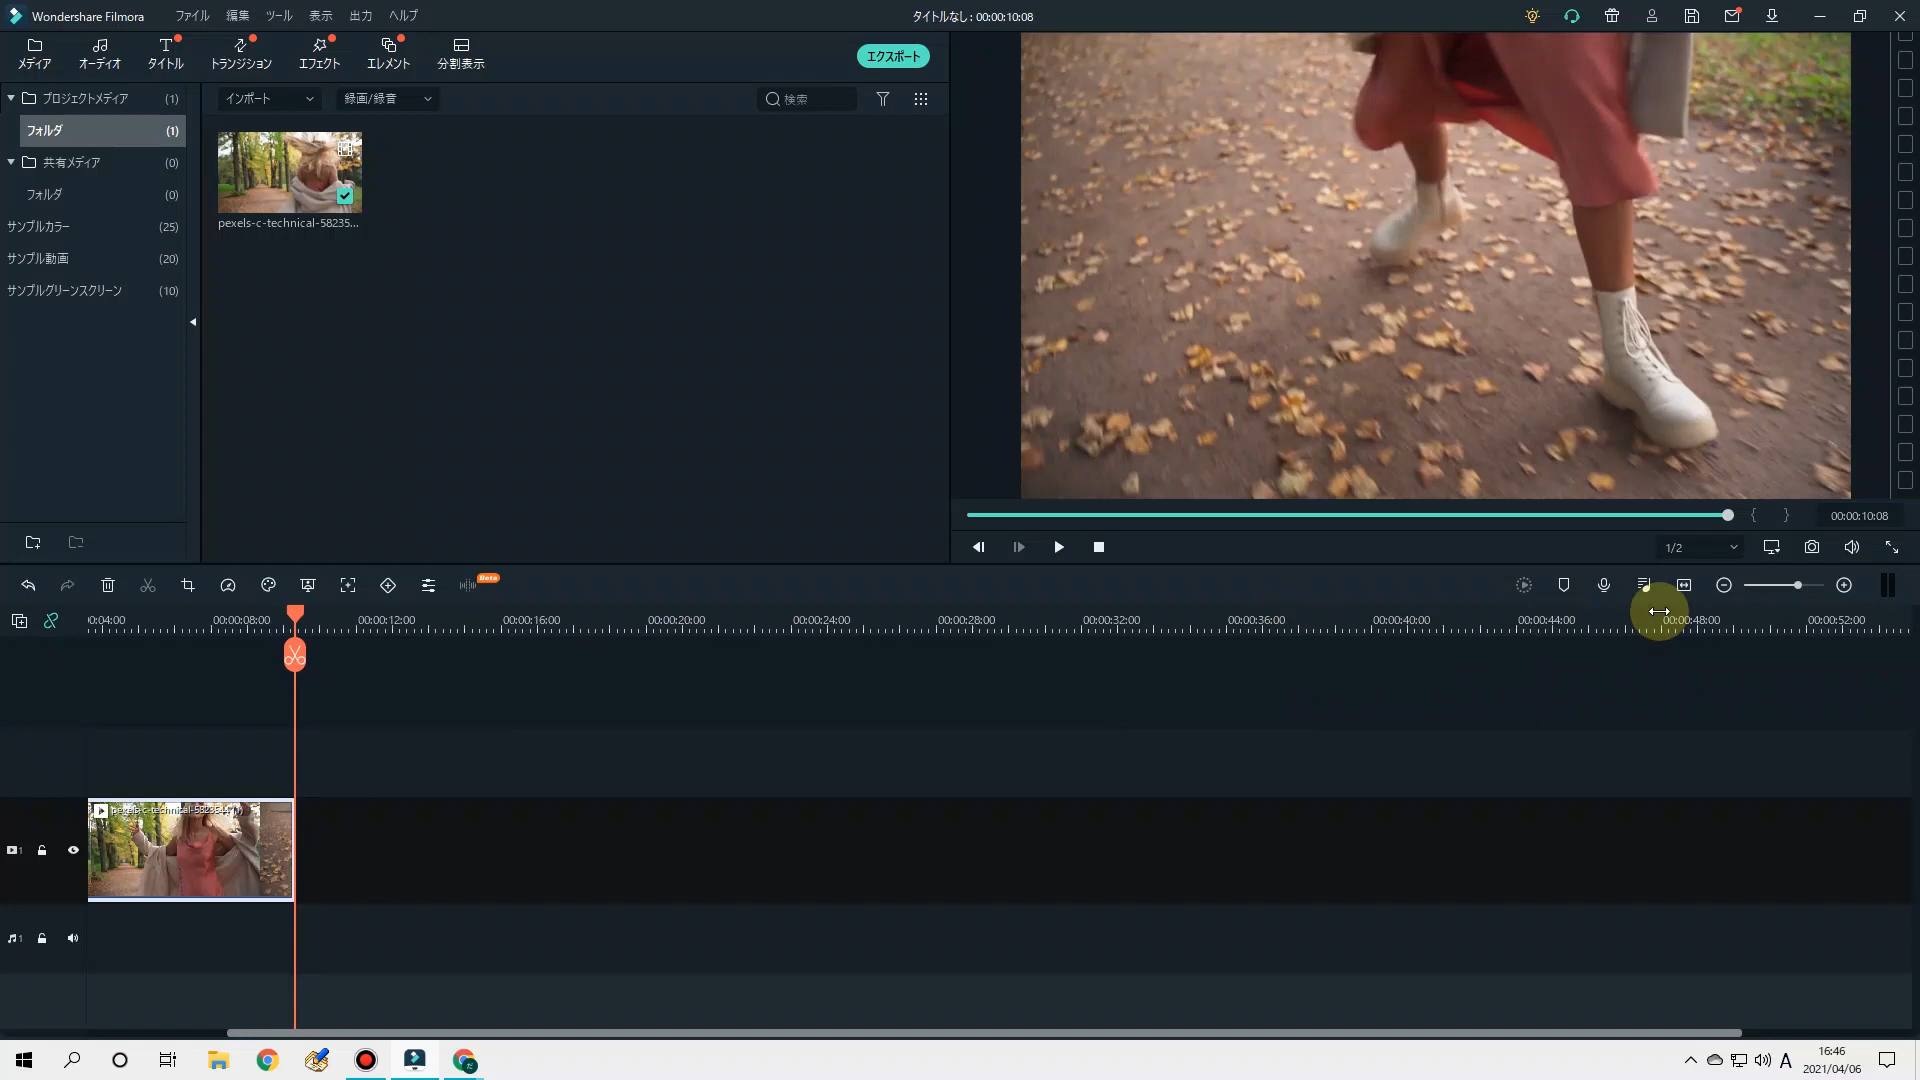 Wondershare Filmora
ファイル 編集 ツール 表示 出力 ヘルプ
タイトルなし : 00:00:10:08
メディア オーディオ タイトル トランジション エフェクト エレメント 分割表示
エクスポート
プロジェクトメディア (1)
フォルダ (1)
共有メディア (0)
フォルダ (0)
サンプルカラー (25)
サンプル動画 (20)
サンプルグリーンスクリーン (10)
インポート 録画/録音 検索
pexels-c-technical-58235...
00:00:10:08
1/2
Beta
00:00:08:00 00:00:12:00 00:00:16:00 00:00:20:00 00:00:24:00 00:00:28:00 00:00:32:00 00:00:36:00 00:00:40:00 00:00:44:00 00:00:48:00 00:00:52:00
1
1
A
16:46
2021/04/06